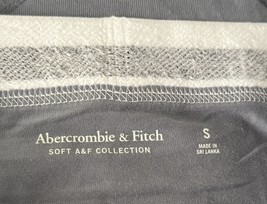 Abercrombie & Fitch
SOFT A&F COLLECTION
S
MADE IN
SRI LANKA